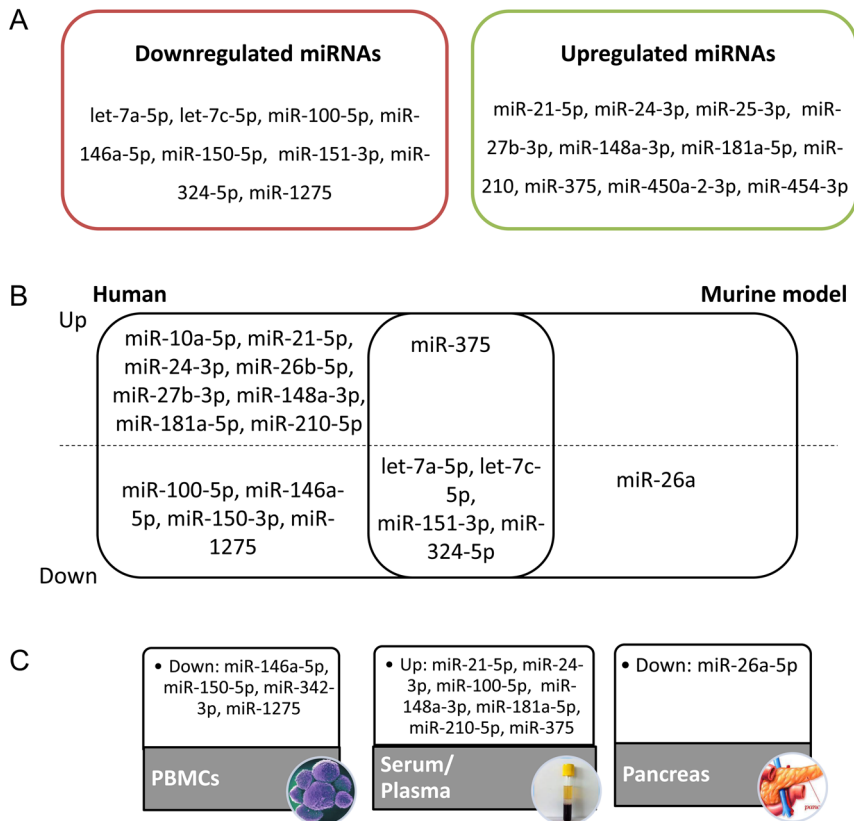 A
Downregulated miRNAs
let-7a-5p, let-7c-5p, miR-100-5p, miR-
146a-5p, miR-150-5p, miR-151-3p, miR-
324-5p, miR-1275
Upregulated miRNAs
miR-21-5p, miR-24-3p, miR-25-3p, miR-
27b-3p, miR-148a-3p, miR-181a-5p, miR-
210, miR-375, miR-450a-2-3p, miR-454-3p
B
Human
Murine model
Up
miR-10a-5p, miR-21-5p,
miR-24-3p, miR-26b-5p,
miR-27b-3p, miR-148a-3p,
miR-181a-5p, miR-210-5p
miR-375
miR-100-5p, miR-146a-
5p, miR-150-3p, miR-
1275
let-7a-5p, let-7c-
5p,
miR-151-3p, miR-
324-5p
miR-26a
Down
C
• Down: miR-146a-5p,
miR-150-5p, miR-342-
3p, miR-1275
PBMCs
• Up: miR-21-5p, miR-24-
3p, miR-100-5p, miR-
148a-3p, miR-181a-5p,
miR-210-5p, miR-375
Serum/
Plasma
• Down: miR-26a-5p
Pancreas